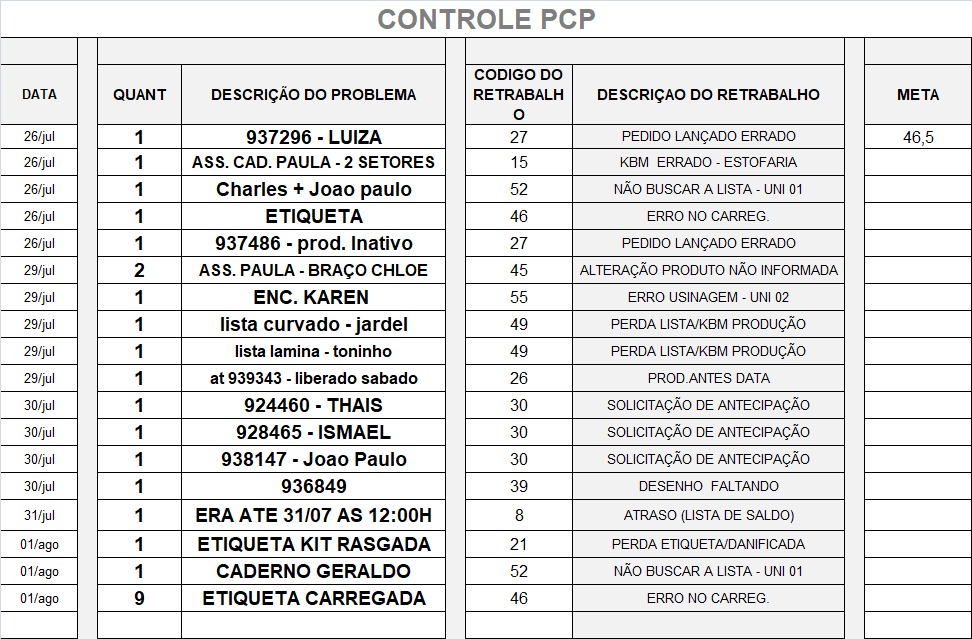 CONTROLE PCP
DATA QUANT DESCRIÇÃO DO PROBLEMA CODIGO DO RETRABALHO DESCRIÇAO DO RETRABALHO META
26/jul 1 937296 - LUIZA 27 PEDIDO LANÇADO ERRADO 46,5
26/jul 1 ASS. CAD. PAULA - 2 SETORES 15 KBM ERRADO - ESTOFARIA
26/jul 1 Charles + Joao paulo 52 NÃO BUSCAR A LISTA - UNI 01
26/jul 1 ETIQUETA 46 ERRO NO CARREG.
26/jul 1 937486 - prod. Inativo 27 PEDIDO LANÇADO ERRADO
29/jul 2 ASS. PAULA - BRAÇO CHLOE 45 ALTERAÇÃO PRODUTO NÃO INFORMADA
29/jul 1 ENC. KAREN 55 ERRO USINAGEM - UNI 02
29/jul 1 lista curvado - jardel 49 PERDA LISTA/KBM PRODUÇÃO
29/jul 1 lista lamina - toninho 49 PERDA LISTA/KBM PRODUÇÃO
29/jul 1 at 939343 - liberado sabado 26 PROD.ANTES DATA
30/jul 1 924460 - THAIS 30 SOLICITAÇÃO DE ANTECIPAÇÃO
30/jul 1 928465 - ISMAEL 30 SOLICITAÇÃO DE ANTECIPAÇÃO
30/jul 1 938147 - Joao Paulo 30 SOLICITAÇÃO DE ANTECIPAÇÃO
30/jul 1 936849 39 DESENHO FALTANDO
31/jul 1 ERA ATE 31/07 AS 12:00H 8 ATRASO (LISTA DE SALDO)
01/ago 1 ETIQUETA KIT RASGADA 21 PERDA ETIQUETA/DANIFICADA
01/ago 1 CADERNO GERALDO 52 NÃO BUSCAR A LISTA - UNI 01
01/ago 9 ETIQUETA CARREGADA 46 ERRO NO CARREG.